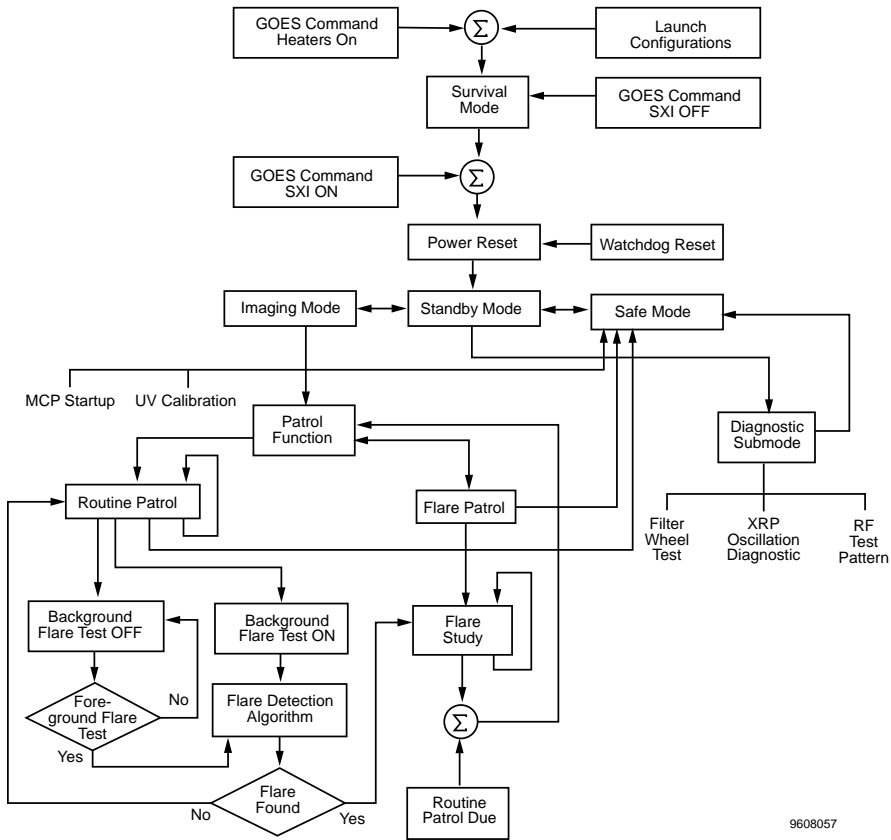 GOES Command
Heaters On
Σ
Launch
Configurations
Survival
Mode
GOES Command
SXI OFF
GOES Command
SXI ON
Σ
Power Reset
Watchdog Reset
Imaging Mode
Standby Mode
Safe Mode
MCP Startup
UV Calibration
Patrol
Function
Diagnostic
Submode
Routine Patrol
Flare Patrol
Filter
Wheel
Test
XRP
Oscillation
Diagnostic
RF
Test
Pattern
Background
Flare Test OFF
Background
Flare Test ON
Flare
Study
Fore-
ground Flare
Test
No
Yes
Flare Detection
Algorithm
Σ
Flare
Found
No
Yes
Routine
Patrol Due
9608057